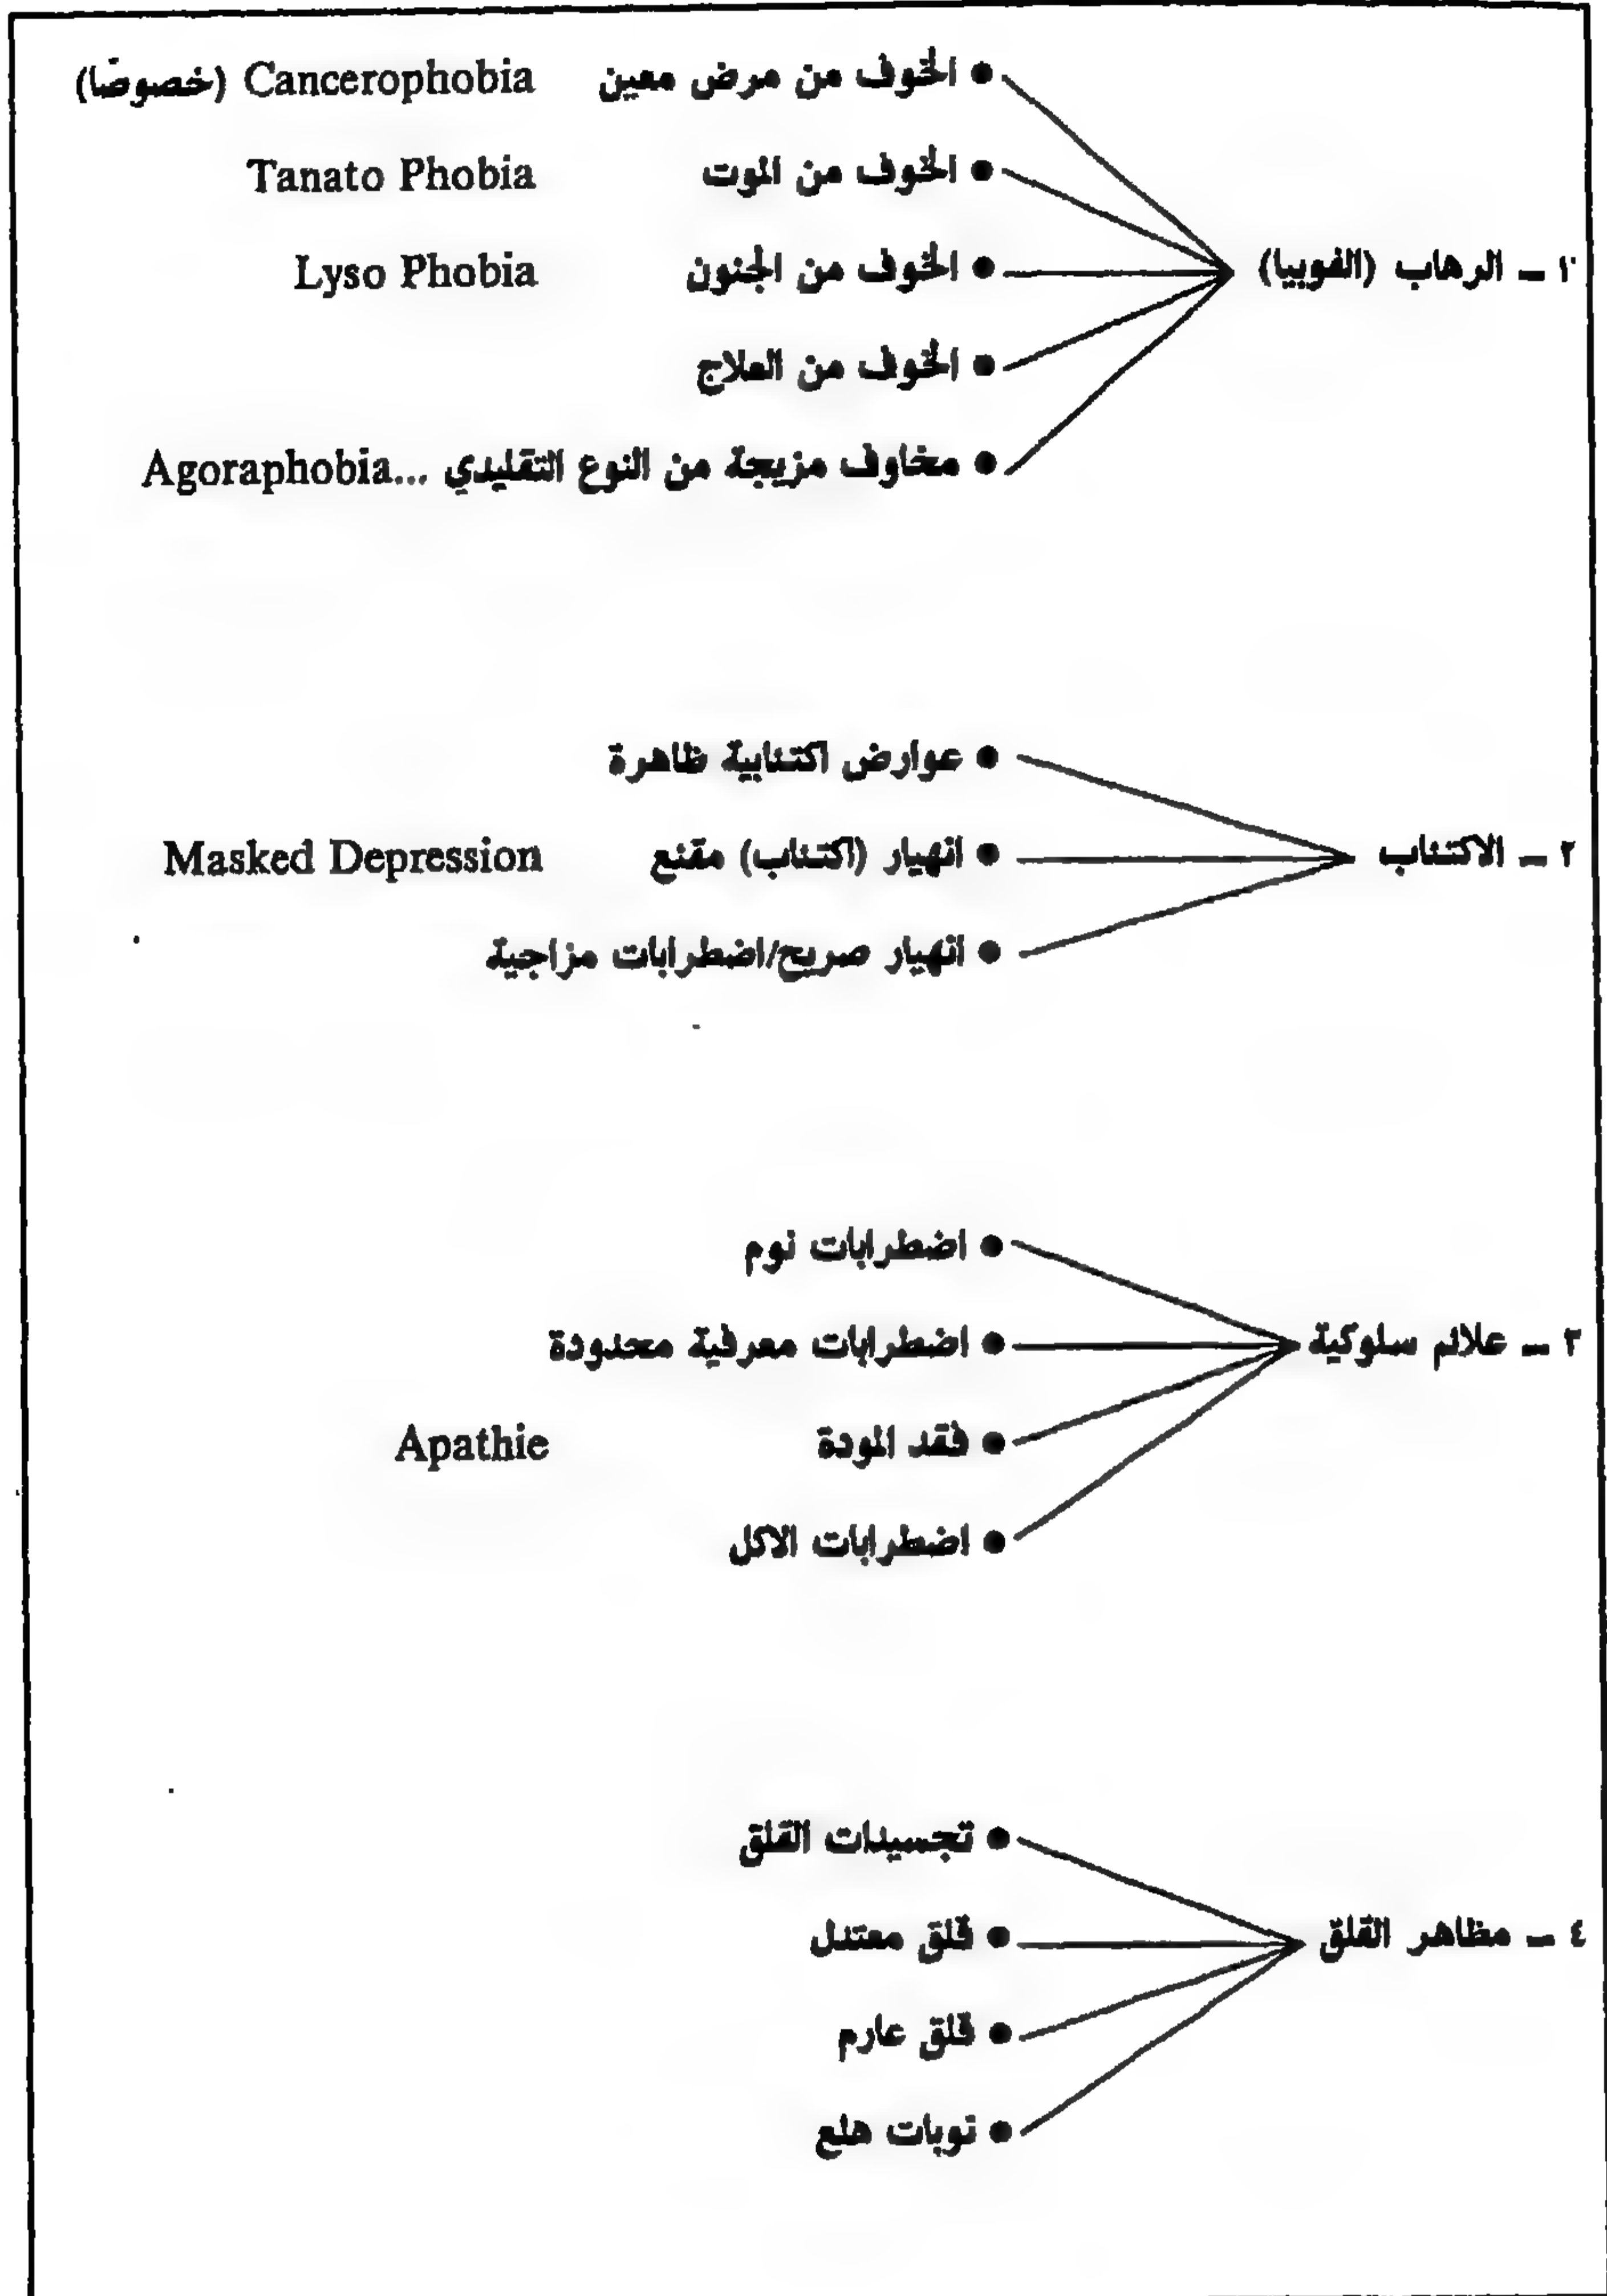 ● الخوف من مرض معين Cancerophobia (خصوصًا)
● الخوف من الموت Tanato Phobia
١ – الرهاب (الفوبيا) ● الخوف من الجنون Lyso Phobia
● الخوف من العلاج
● مخاوف مزيجة من النوع التقليدي ...Agoraphobia
● عوارض اكتئابية ظاهرة
٢ – الاكتئاب ● انهيار (اكتئاب) مقنع Masked Depression
● انهيار صريح/اضطرابات مزاجية
● اضطرابات نوم
٣ – علائم سلوكية ● اضطرابات معرفية محدودة
● فقد المودة Apathie
● اضطرابات الاكل
● تجسيدات القلق
٤ – مظاهر القلق ● قلق معتدل
● قلق عارم
● نوبات هلع